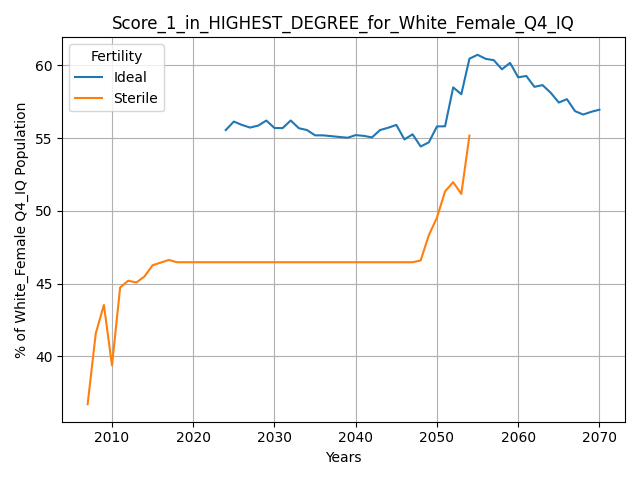 Score_1_in_HIGHEST_DEGREE_for_White_Female_Q4_IQ
Fertility
Ideal
Sterile
% of White_Female Q4_IQ Population
60
55
50
45
40
2010 2020 2030 2040 2050 2060 2070
Years